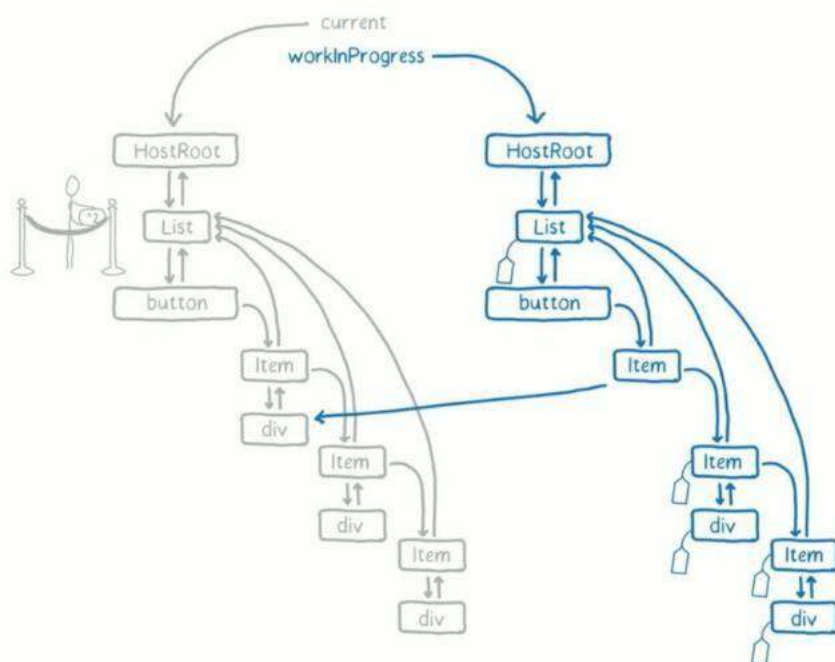 current
workInProgress
HostRoot
HostRoot
^2
List
List
button
button
Item
Item
div
Item
Item
div
div
Item
Item
div
div